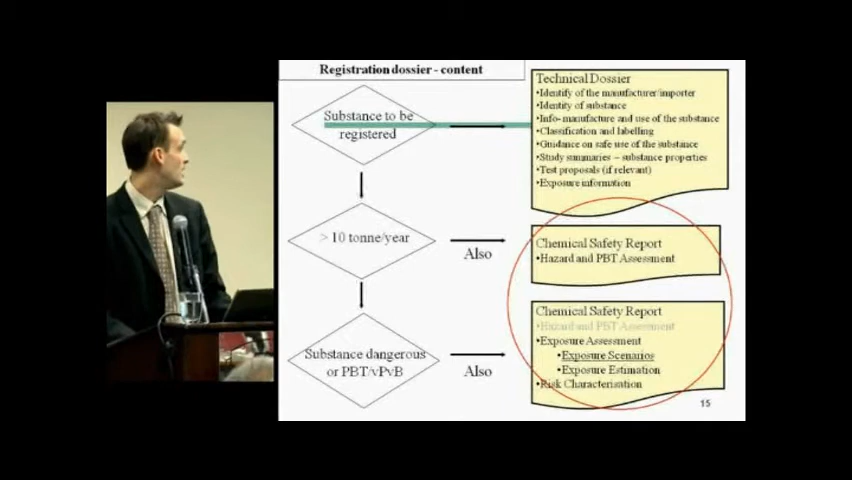 Registration dossier - content
Substance to be
registered
Technical Dossier
•Identify of the manufacturer/importer
•Identity of substance
•Info- manufacture and use of the substance
•Classification and labelling
•Guidance on safe use of the substance
•Study summaries – substance properties
•Test proposals (if relevant)
•Exposure information
> 10 tonne/year
Also
Chemical Safety Report
•Hazard and PBT Assessment
Substance dangerous
or PBT/vPvB
Also
Chemical Safety Report
•Hazard and PBT Assessment
•Exposure Assessment
•Exposure Scenarios
•Exposure Estimation
•Risk Characterisation
15